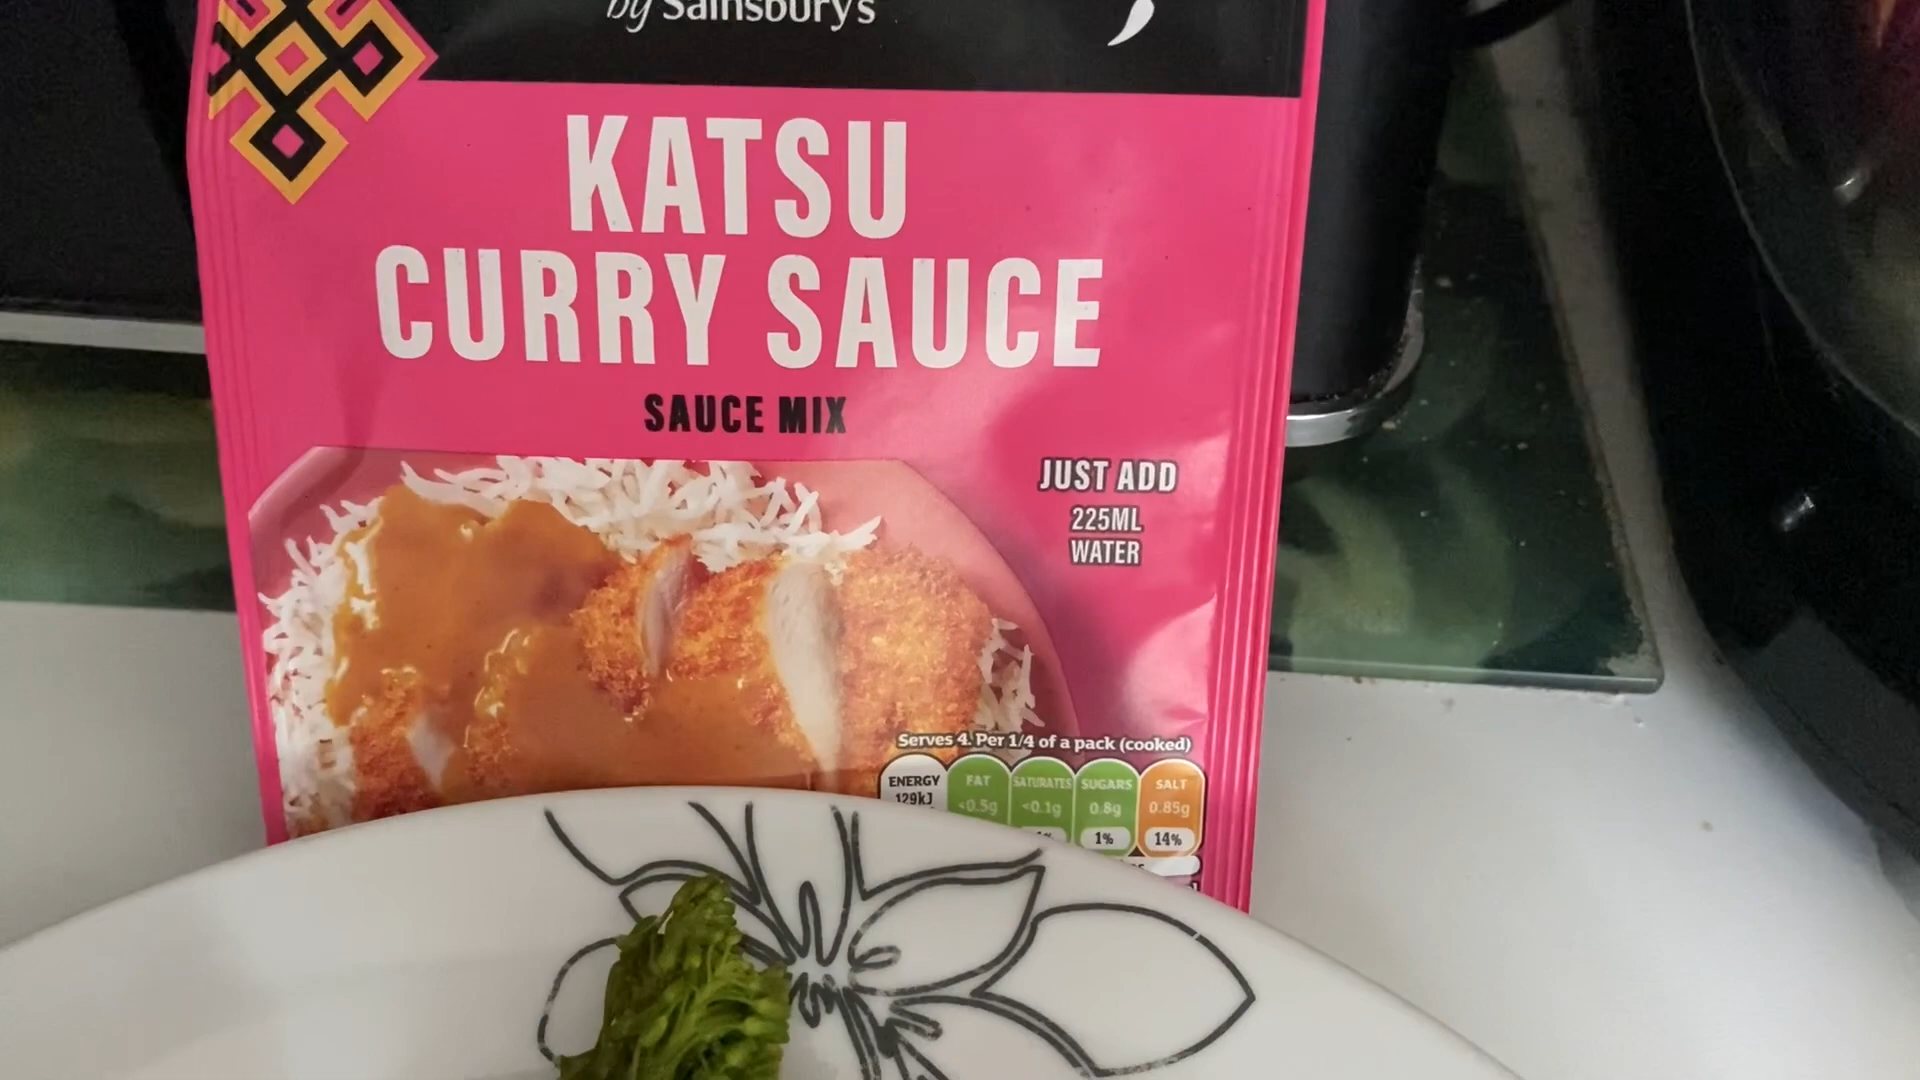 by Sainsbury's
KATSU
CURRY SAUCE
SAUCE MIX
JUST ADD
225ML
WATER
Serves 4. Per 1/4 of a pack (cooked)
ENERGY FAT SATURATES SUGARS SALT
129kJ <0.5g <0.1g 0.8g 0.85g
1% 14%